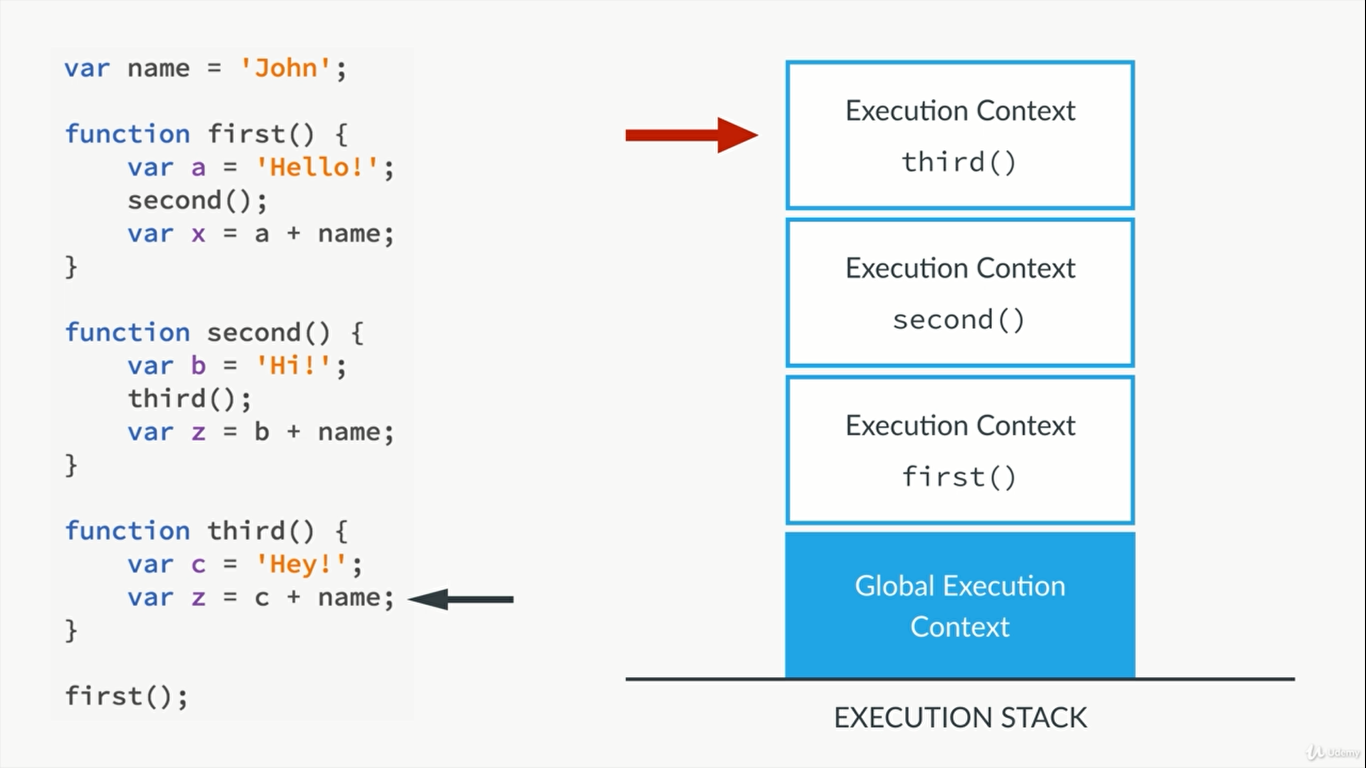 var name = 'John';
function first() {
    var a = 'Hello!';
    second();
    var x = a + name;
}
function second() {
    var b = 'Hi!';
    third();
    var z = b + name;
}
function third() {
    var c = 'Hey!';
    var z = c + name;
}
first();
Execution Context
third()
Execution Context
second()
Execution Context
first()
Global Execution
Context
EXECUTION STACK
Udemy